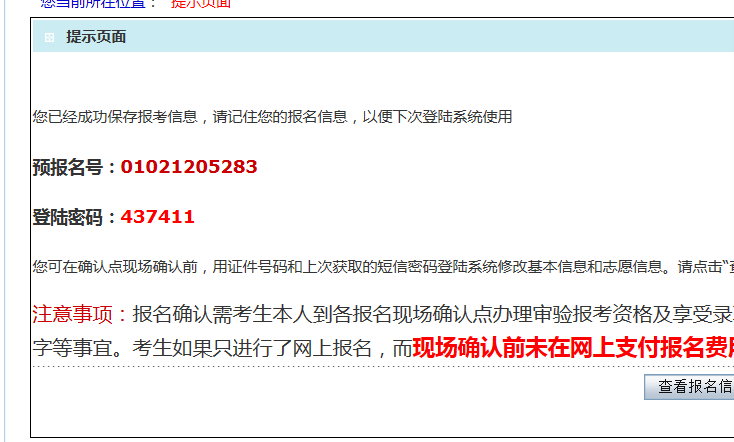 您当前所在位置： 提示页面
提示页面
您已经成功保存报考信息，请记住您的报名信息，以便下次登陆系统使用
预报名号：01021205283
登陆密码：437411
您可在确认点现场确认前，用证件号码和上次获取的短信密码登陆系统修改基本信息和志愿信息。请点击“
注意事项：报名确认需考生本人到各报名现场确认点办理审验报考资格及享受录
字等事宜。考生如果只进行了网上报名，而现场确认前未在网上支付报名费
查看报名信